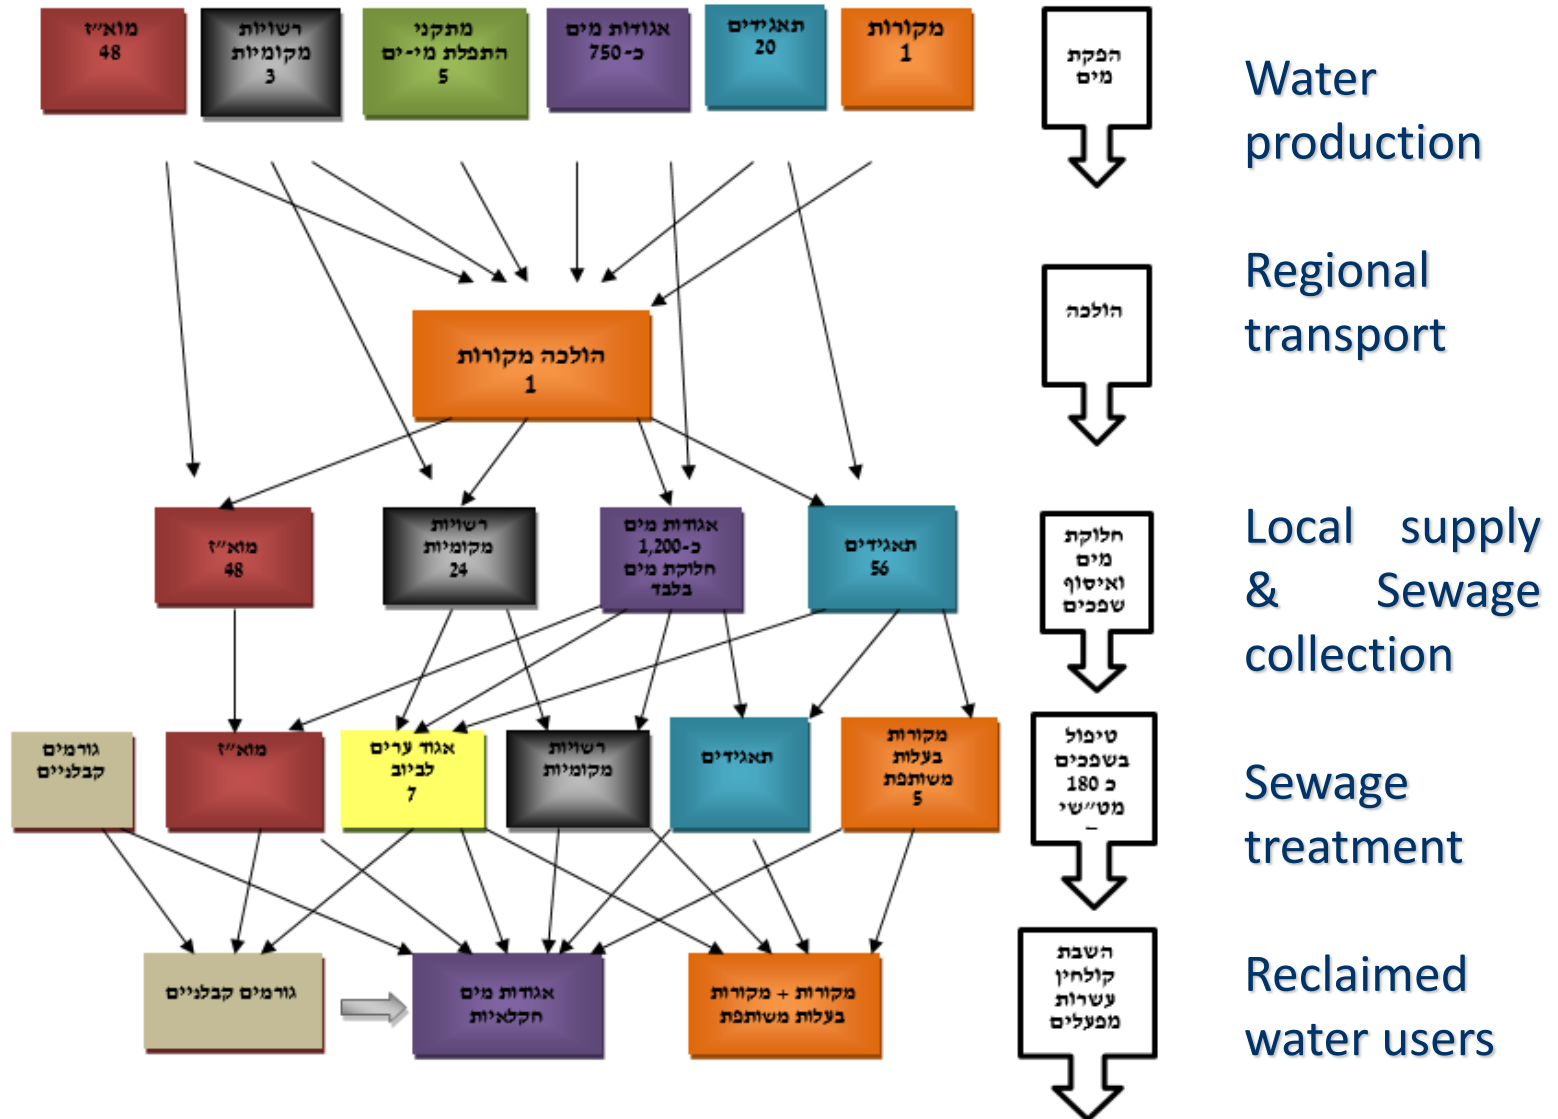 מקורות
1
תאגידים
20
אגודות מים
כ-750
מתקני
התפלת מי-ים
5
רשויות
מקומיות
3
מוא״ז
48
הפקת
מים
Water
production
הולכה מקורות
1
הולכה
Regional
transport
תאגידים
56
אגודות מים
כ-1,200
חלוקת מים
בלבד
רשויות
מקומיות
24
מוא״ז
48
חלוקת
מים
ואיסוף
שפכים
Local supply
& Sewage
collection
מקורות
בעלות
משותפת
5
תאגידים
רשויות
מקומיות
אגוד ערים
לביוב
7
מוא״ז
גורמים
קבלניים
טיפול
בשפכים
כ 180
מט״שי
Sewage
treatment
מקורות + מקורות
בעלות משותפת
אגודות מים
חקלאיות
גורמים קבלניים
השבת
קולחין
עשרות
מפעלים
Reclaimed
water users